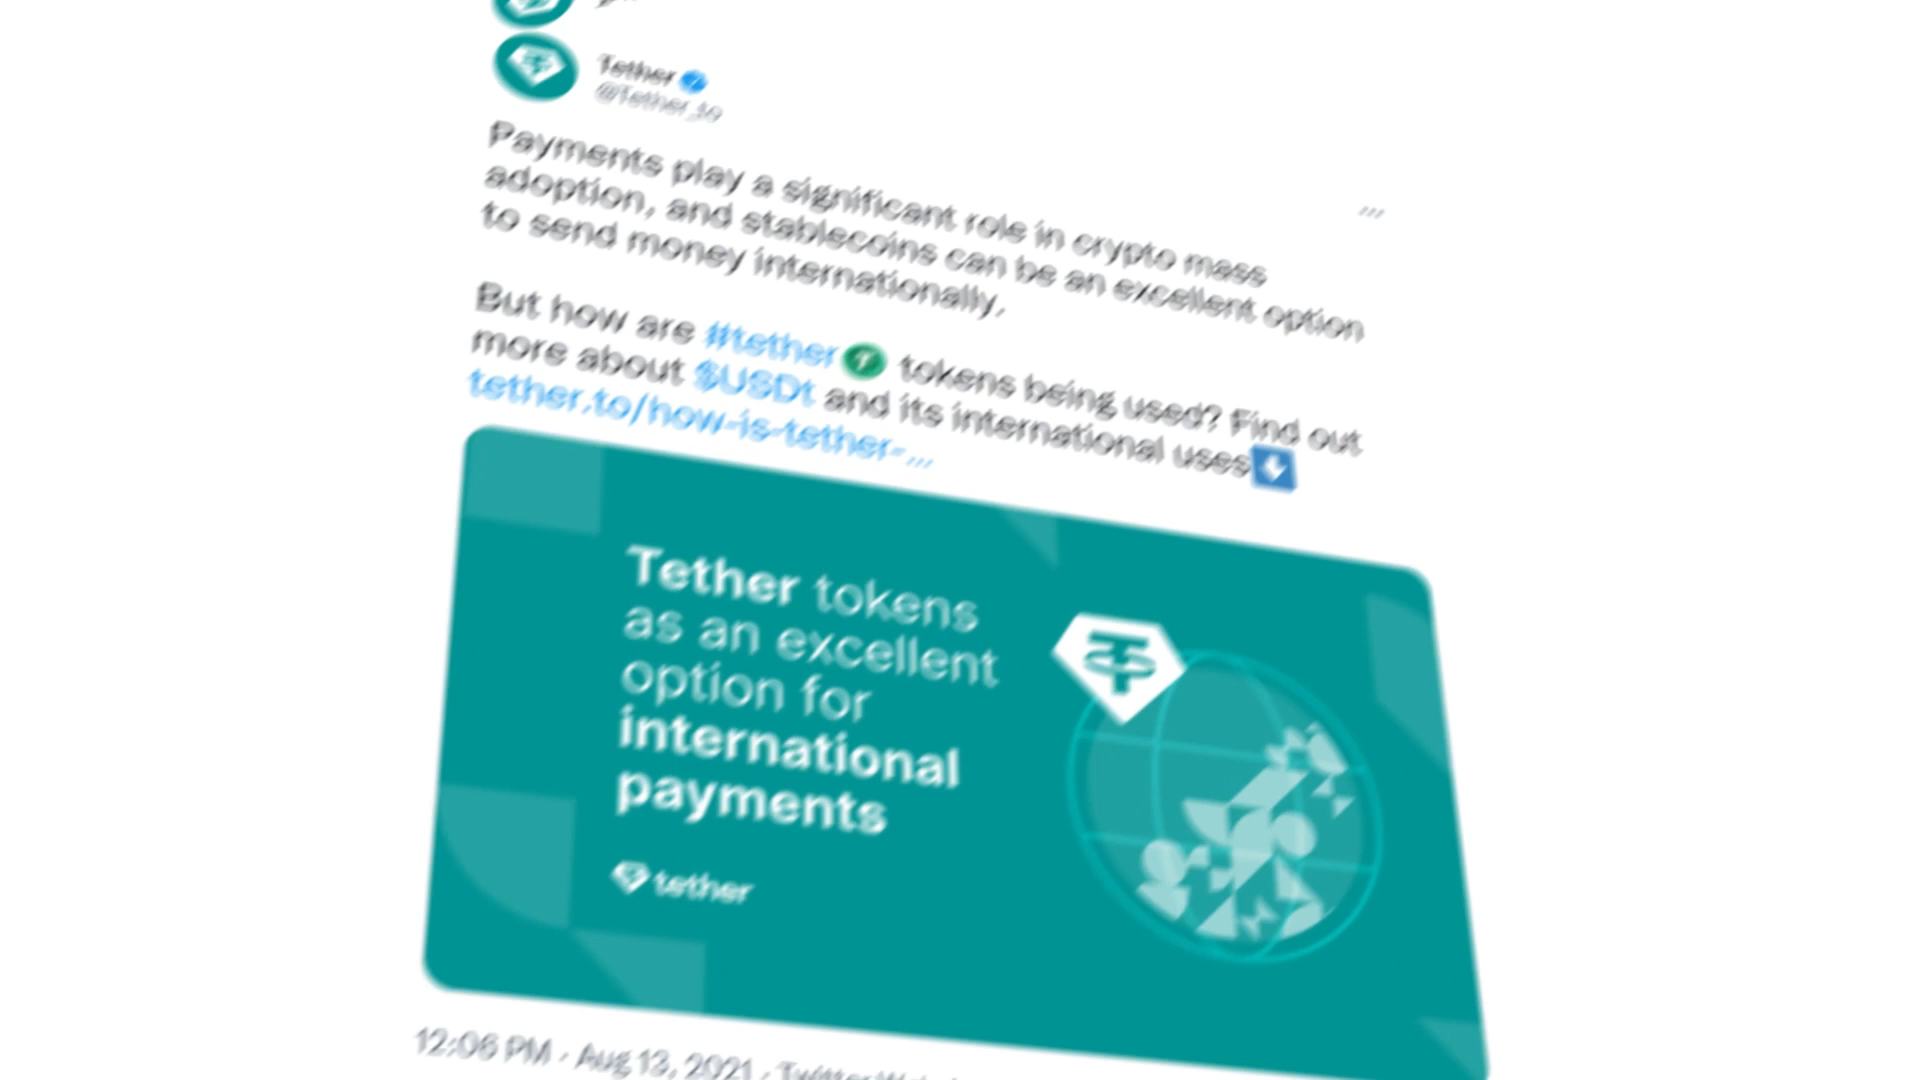 Tether
@Tether_to
Payments play a significant role in crypto mass
adoption, and stablecoins can be an excellent option
to send money internationally.
But how are #tether tokens being used? Find out
more about $USDt and its international uses
tether.to/how-is-tether-...
Tether tokens
as an excellent
option for
international
payments
tether
12:06 PM · Aug 13, 2021 · Twitter Web